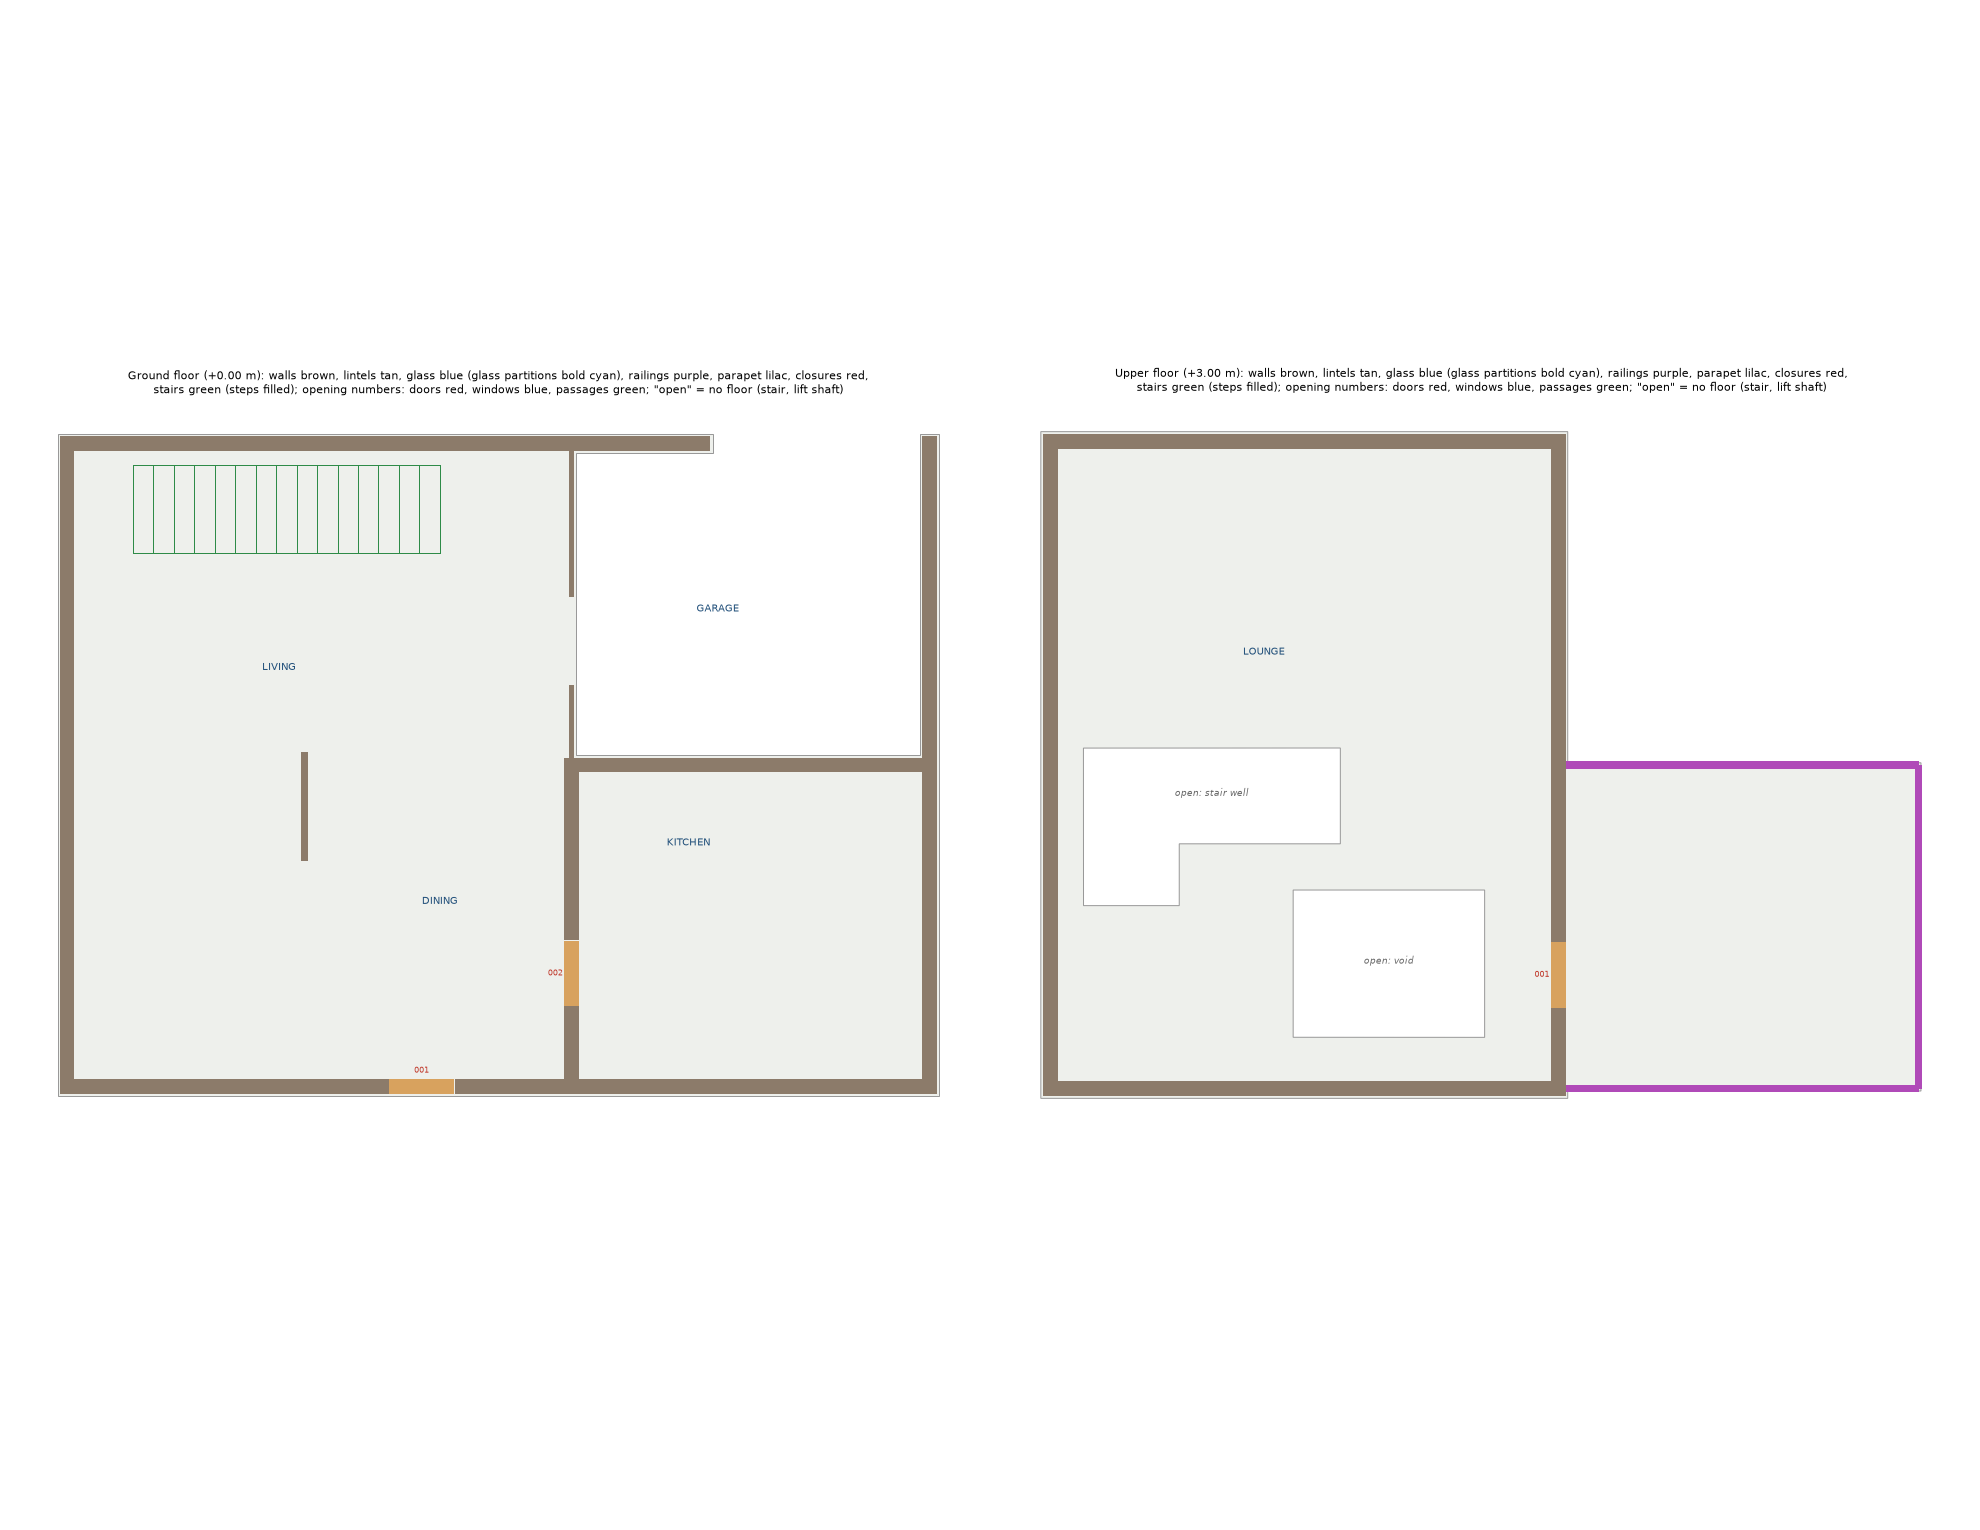 Ground floor (+0.00 m): walls brown, lintels tan, glass blue (glass partitions bold cyan), railings purple, parapet lilac, closures red,
stairs green (steps filled); opening numbers: doors red, windows blue, passages green; "open" = no floor (stair, lift shaft)
GARAGE
LIVING
KITCHEN
DINING
002
001
Upper floor (+3.00 m): walls brown, lintels tan, glass blue (glass partitions bold cyan), railings purple, parapet lilac, closures red,
stairs green (steps filled); opening numbers: doors red, windows blue, passages green; "open" = no floor (stair, lift shaft)
LOUNGE
open: stair well
open: void
001